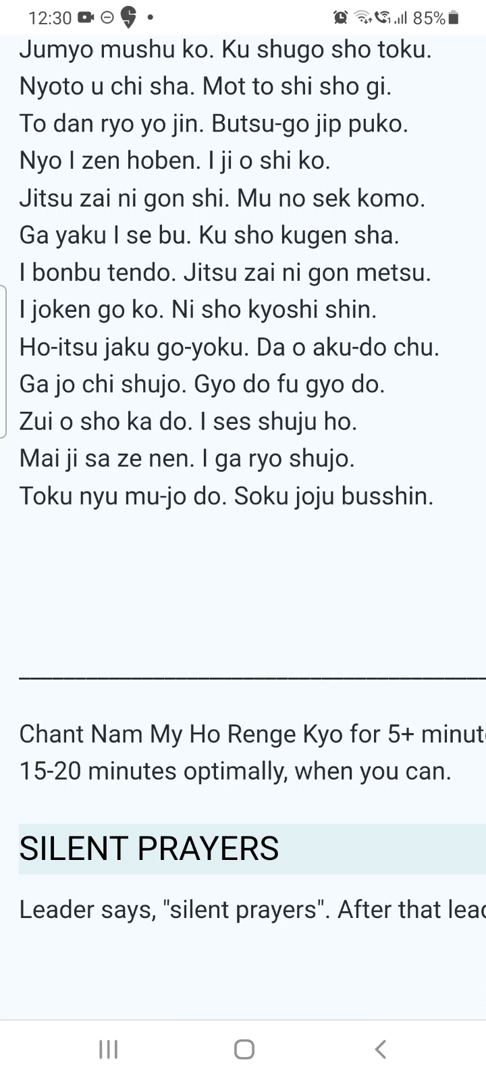 12:30 85%
Jumyo mushu ko. Ku shugo sho toku.
Nyoto u chi sha. Mot to shi sho gi.
To dan ryo yo jin. Butsu-go jip puko.
Nyo I zen hoben. I ji o shi ko.
Jitsu zai ni gon shi. Mu no sek komo.
Ga yaku I se bu. Ku sho kugen sha.
I bonbu tendo. Jitsu zai ni gon metsu.
I joken go ko. Ni sho kyoshi shin.
Ho-itsu jaku go-yoku. Da o aku-do chu.
Ga jo chi shujo. Gyo do fu gyo do.
Zui o sho ka do. I ses shuju ho.
Mai ji sa ze nen. I ga ryo shujo.
Toku nyu mu-jo do. Soku joju busshin.
Chant Nam My Ho Renge Kyo for 5+ minut
15-20 minutes optimally, when you can.
SILENT PRAYERS
Leader says, "silent prayers". After that lead